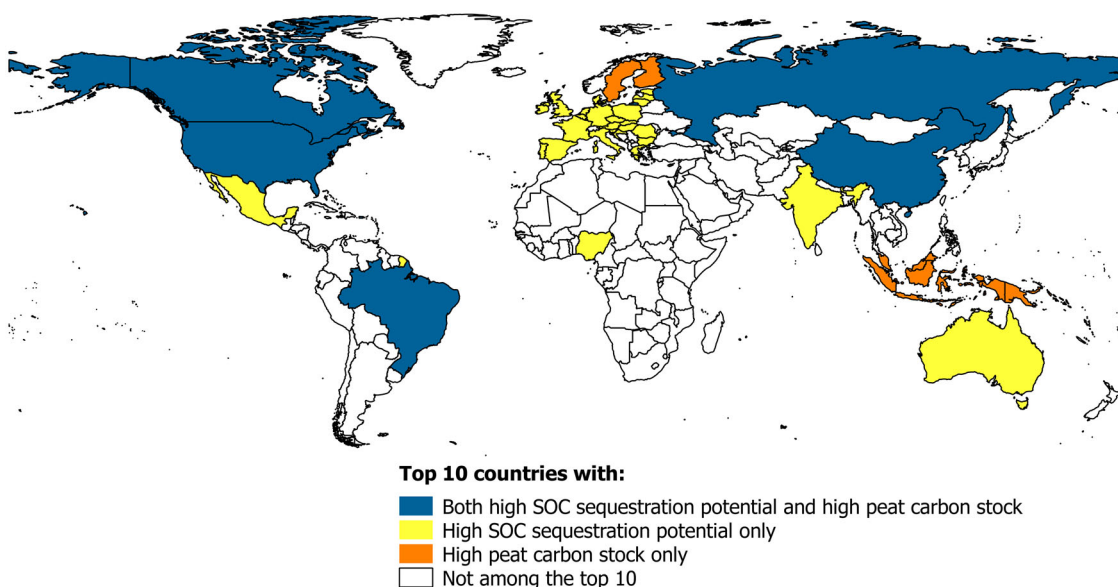 Top 10 countries with:
Both high SOC sequestration potential and high peat carbon stock
High SOC sequestration potential only
High peat carbon stock only
Not among the top 10